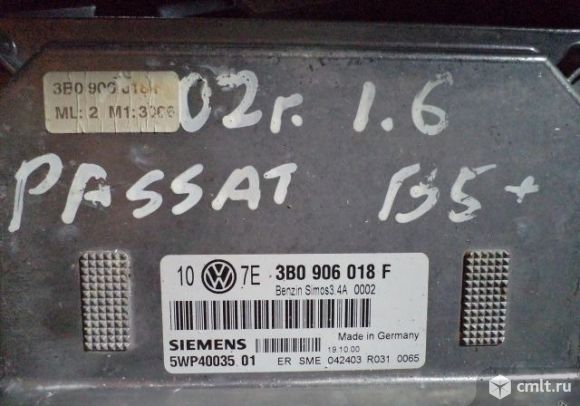 3B0 906 018 F
ML: 2 M1: 3006
02г. 1.6
PASSAT B5+
10 7E 3B0 906 018 F
Benzin Simos3.4A 0002
SIEMENS
Made in Germany
19.10.00
5WP40035 01
ER SME 042403 R031 0065
cmlt.ru